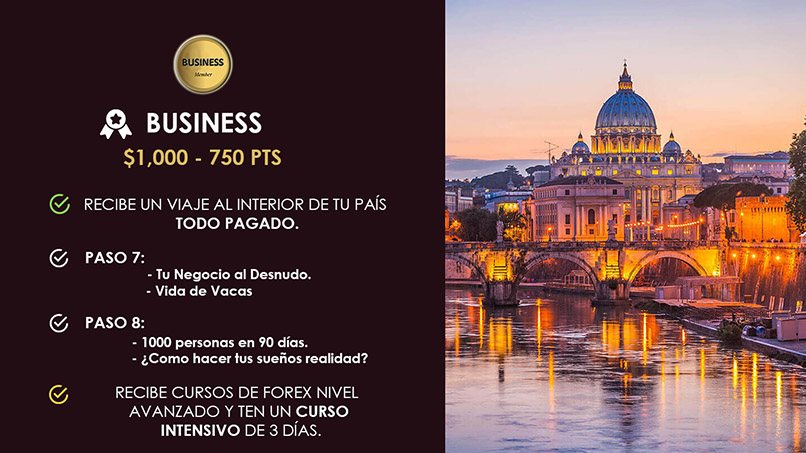 BUSINESS
Member
BUSINESS
$1,000 - 750 PTS
RECIBE UN VIAJE AL INTERIOR DE TU PAÍS
TODO PAGADO.
PASO 7:
- Tu Negocio al Desnudo.
- Vida de Vacas
PASO 8:
- 1000 personas en 90 días.
- ¿Como hacer tus sueños realidad?
RECIBE CURSOS DE FOREX NIVEL
AVANZADO Y TEN UN CURSO
INTENSIVO DE 3 DÍAS.